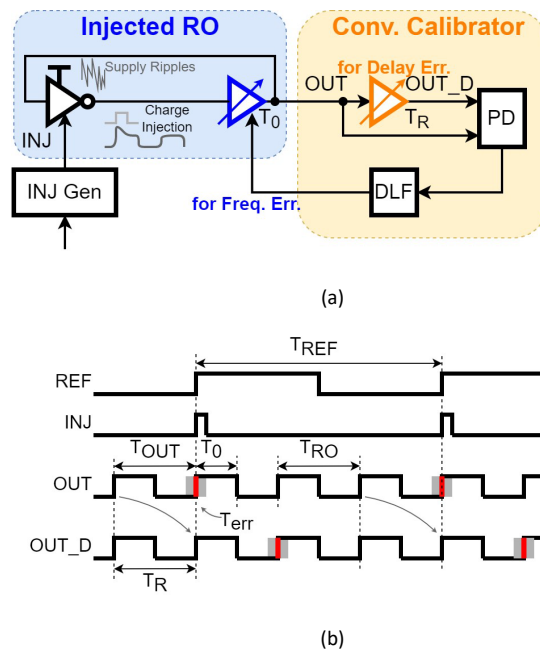 Injected RO
Conv. Calibrator
Supply Ripples
for Delay Err.
OUT
OUT_D
Charge
Injection
INJ
T0
TR
PD
INJ Gen
for Freq. Err.
DLF
(a)
TREF
REF
INJ
TOUT
T0
TRO
OUT
Terr
OUT_D
TR
(b)